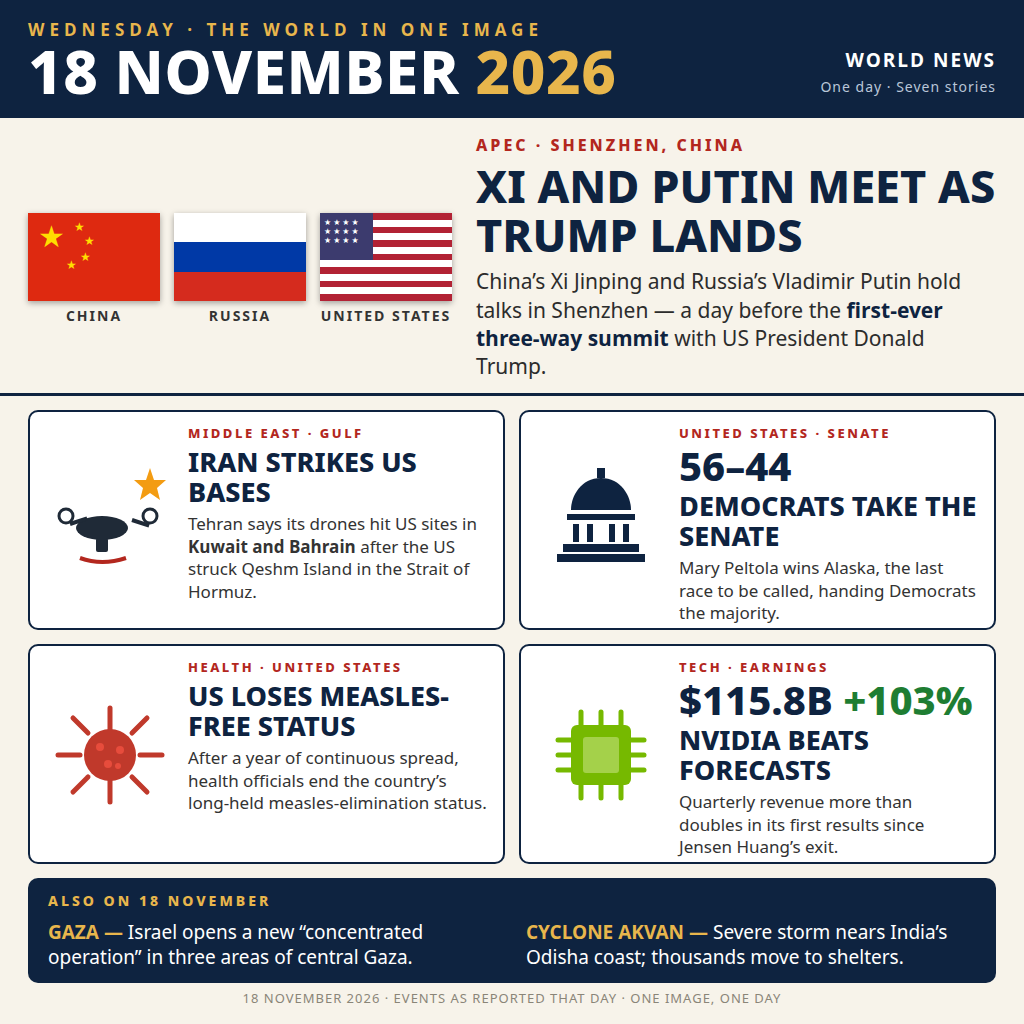 WEDNESDAY · THE WORLD IN ONE IMAGE
18 NOVEMBER 2026
WORLD NEWS
One day · Seven stories
CHINA
RUSSIA
UNITED STATES
APEC · SHENZHEN, CHINA
XI AND PUTIN MEET AS
TRUMP LANDS
China’s Xi Jinping and Russia’s Vladimir Putin hold
talks in Shenzhen — a day before the first-ever
three-way summit with US President Donald
Trump.
MIDDLE EAST · GULF
IRAN STRIKES US
BASES
Tehran says its drones hit US sites in
Kuwait and Bahrain after the US
struck Qeshm Island in the Strait of
Hormuz.
UNITED STATES · SENATE
56–44
DEMOCRATS TAKE THE
SENATE
Mary Peltola wins Alaska, the last
race to be called, handing Democrats
the majority.
HEALTH · UNITED STATES
US LOSES MEASLES-
FREE STATUS
After a year of continuous spread,
health officials end the country’s
long-held measles-elimination status.
TECH · EARNINGS
$115.8B +103%
NVIDIA BEATS
FORECASTS
Quarterly revenue more than
doubles in its first results since
Jensen Huang’s exit.
ALSO ON 18 NOVEMBER
GAZA — Israel opens a new “concentrated
operation” in three areas of central Gaza.
CYCLONE AKVAN — Severe storm nears India’s
Odisha coast; thousands move to shelters.
18 NOVEMBER 2026 · EVENTS AS REPORTED THAT DAY · ONE IMAGE, ONE DAY